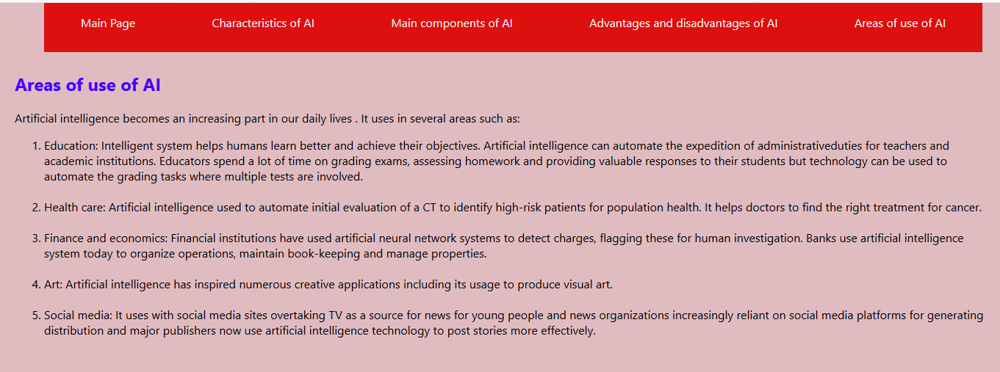 Main Page Characteristics of AI Main components of AI Advantages and disadvantages of AI Areas of use of AI
Areas of use of AI
Artificial intelligence becomes an increasing part in our daily lives . It uses in several areas such as:
1. Education: Intelligent system helps humans learn better and achieve their objectives. Artificial intelligence can automate the expedition of administrativeduties for teachers and
academic institutions. Educators spend a lot of time on grading exams, assessing homework and providing valuable responses to their students but technology can be used to
automate the grading tasks where multiple tests are involved.
2. Health care: Artificial intelligence used to automate initial evaluation of a CT to identify high-risk patients for population health. It helps doctors to find the right treatment for cancer.
3. Finance and economics: Financial institutions have used artificial neural network systems to detect charges, flagging these for human investigation. Banks use artificial intelligence
system today to organize operations, maintain book-keeping and manage properties.
4. Art: Artificial intelligence has inspired numerous creative applications including its usage to produce visual art.
5. Social media: It uses with social media sites overtaking TV as a source for news for young people and news organizations increasingly reliant on social media platforms for generating
distribution and major publishers now use artificial intelligence technology to post stories more effectively.